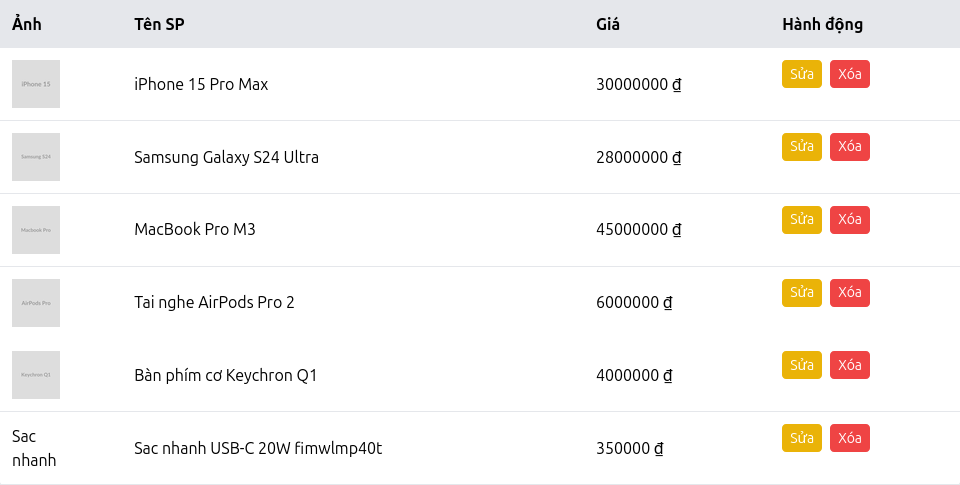 Ảnh Tên SP Giá Hành động
iPhone 15 iPhone 15 Pro Max 30000000 ₫ Sửa Xóa
Samsung S24 Samsung Galaxy S24 Ultra 28000000 ₫ Sửa Xóa
Macbook Pro MacBook Pro M3 45000000 ₫ Sửa Xóa
AirPods Pro Tai nghe AirPods Pro 2 6000000 ₫ Sửa Xóa
Keychron Q1 Bàn phím cơ Keychron Q1 4000000 ₫ Sửa Xóa
Sac nhanh Sac nhanh USB-C 20W fimwlmp40t 350000 ₫ Sửa Xóa